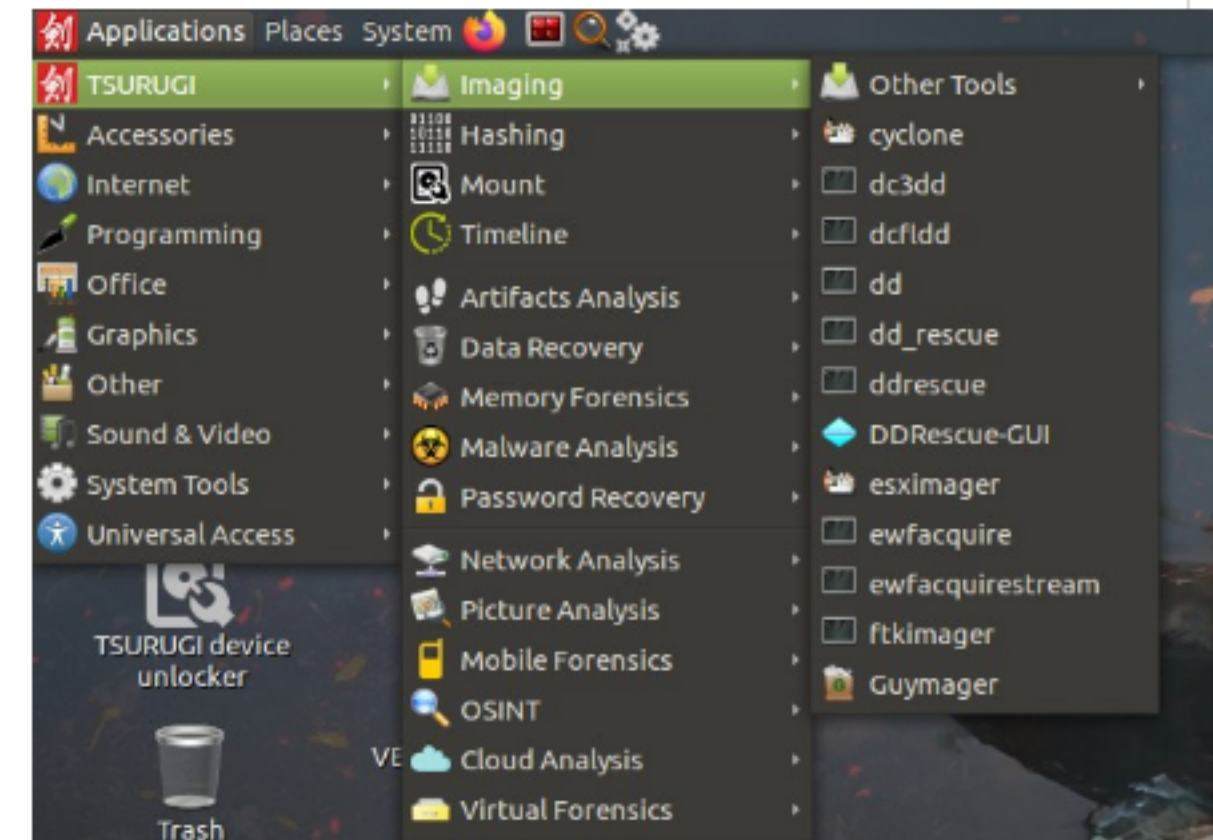 剣 Applications Places System
剣 TSURUGI
Accessories
Internet
Programming
Office
Graphics
Other
Sound & Video
System Tools
Universal Access
TSURUGI device
unlocker
Trash
Imaging
Hashing
Mount
Timeline
Artifacts Analysis
Data Recovery
Memory Forensics
Malware Analysis
Password Recovery
Network Analysis
Picture Analysis
Mobile Forensics
OSINT
VE
Cloud Analysis
Virtual Forensics
Other Tools
cyclone
dc3dd
dcfldd
dd
dd_rescue
ddrescue
DDRescue-GUI
esximager
ewfacquire
ewfacquirestream
ftkimager
Guymager